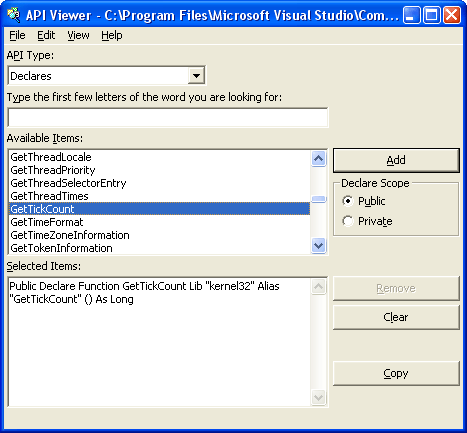 API Viewer - C:\Program Files\Microsoft Visual Studio\Com...
File Edit View Help
API Type:
Declares
Type the first few letters of the word you are looking for:
Available Items:
GetThreadLocale
GetThreadPriority
GetThreadSelectorEntry
GetThreadTimes
GetTickCount
GetTimeFormat
GetTimeZoneInformation
GetTokenInformation
Add
Declare Scope
Public
Private
Selected Items:
Public Declare Function GetTickCount Lib "kernel32" Alias
"GetTickCount" () As Long
Remove
Clear
Copy